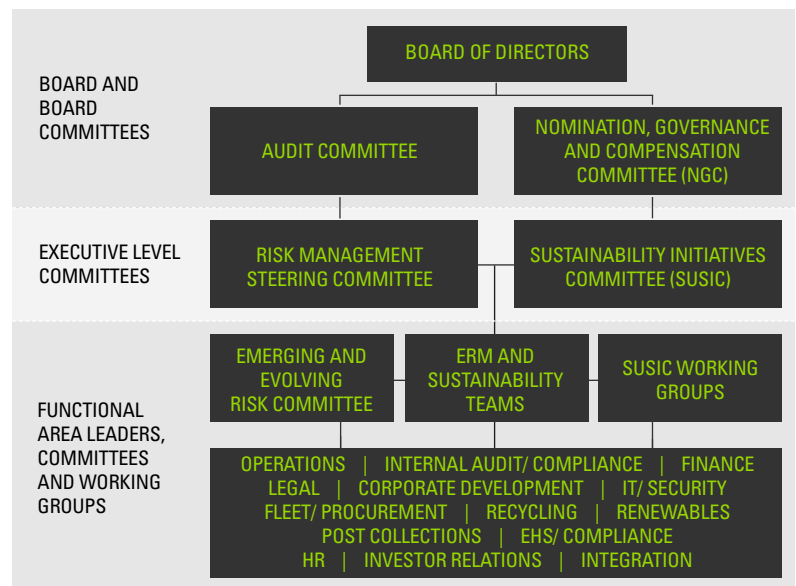 BOARD OF DIRECTORS
BOARD AND
BOARD
COMMITTEES
AUDIT COMMITTEE
NOMINATION, GOVERNANCE
AND COMPENSATION
COMMITTEE (NGC)
EXECUTIVE LEVEL
COMMITTEES
RISK MANAGEMENT
STEERING COMMITTEE
SUSTAINABILITY INITIATIVES
COMMITTEE (SUSIC)
FUNCTIONAL
AREA LEADERS,
COMMITTEES
AND WORKING
GROUPS
EMERGING AND
EVOLVING
RISK COMMITTEE
ERM AND
SUSTAINABILITY
TEAMS
SUSIC WORKING
GROUPS
OPERATIONS | INTERNAL AUDIT/ COMPLIANCE | FINANCE
LEGAL | CORPORATE DEVELOPMENT | IT/ SECURITY
FLEET/ PROCUREMENT | RECYCLING | RENEWABLES
POST COLLECTIONS | EHS/ COMPLIANCE
HR | INVESTOR RELATIONS | INTEGRATION